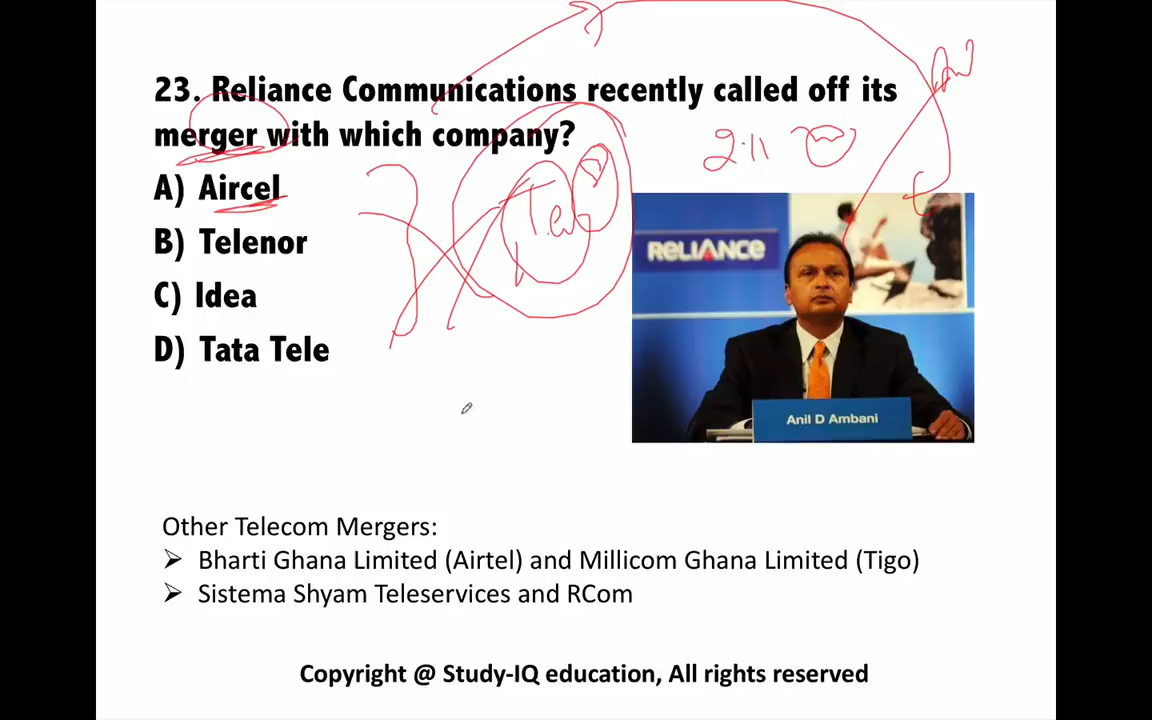 23. Reliance Communications recently called off its
merger with which company?
A) Aircel
B) Telenor
C) Idea
D) Tata Tele
RELIANCE
Anil D Ambani
Other Telecom Mergers:
➢ Bharti Ghana Limited (Airtel) and Millicom Ghana Limited (Tigo)
➢ Sistema Shyam Teleservices and RCom
Copyright @ Study-IQ education, All rights reserved